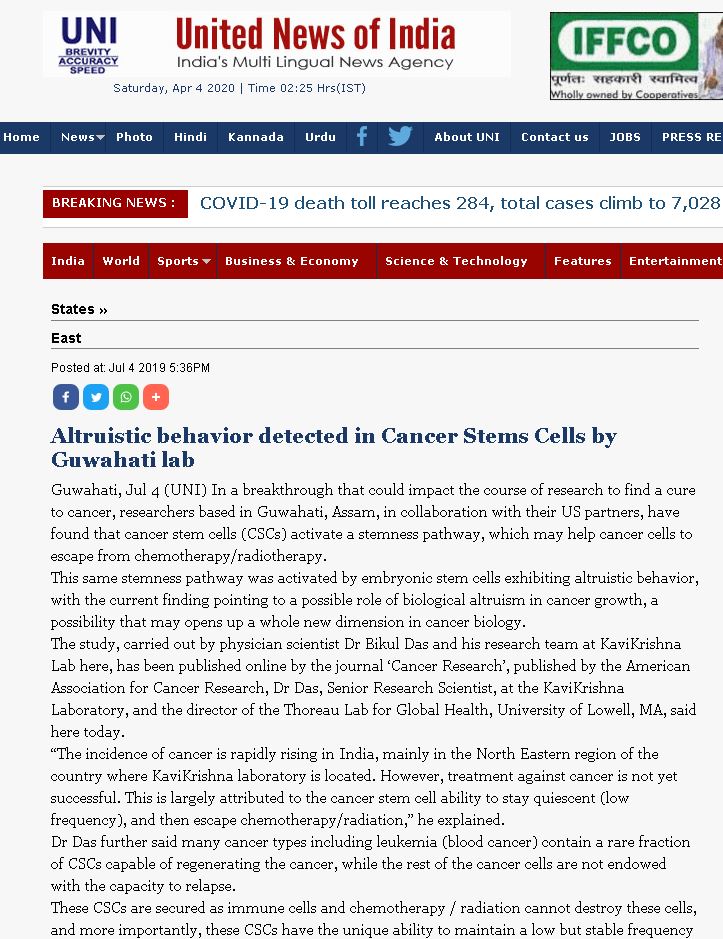 UNI
BREVITY
ACCURACY
SPEED
United News of India
India's Multi Lingual News Agency
Saturday, Apr 4 2020 | Time 02:25 Hrs(IST)
IFFCO
पूर्णतः सहकारी स्वामित्व
Wholly owned by Cooperatives
Home News Photo Hindi Kannada Urdu f About UNI Contact us JOBS PRESS RE
BREAKING NEWS : COVID-19 death toll reaches 284, total cases climb to 7,028
India World Sports Business & Economy Science & Technology Features Entertainment
States »
East
Posted at: Jul 4 2019 5:36PM
Altruistic behavior detected in Cancer Stems Cells by
Guwahati lab
Guwahati, Jul 4 (UNI) In a breakthrough that could impact the course of research to find a cure
to cancer, researchers based in Guwahati, Assam, in collaboration with their US partners, have
found that cancer stem cells (CSCs) activate a stemness pathway, which may help cancer cells to
escape from chemotherapy/radiotherapy.
This same stemness pathway was activated by embryonic stem cells exhibiting altruistic behavior,
with the current finding pointing to a possible role of biological altruism in cancer growth, a
possibility that may opens up a whole new dimension in cancer biology.
The study, carried out by physician scientist Dr Bikul Das and his research team at KaviKrishna
Lab here, has been published online by the journal ‘Cancer Research’, published by the American
Association for Cancer Research, Dr Das, Senior Research Scientist, at the KaviKrishna
Laboratory, and the director of the Thoreau Lab for Global Health, University of Lowell, MA, said
here today.
“The incidence of cancer is rapidly rising in India, mainly in the North Eastern region of the
country where KaviKrishna laboratory is located. However, treatment against cancer is not yet
successful. This is largely attributed to the cancer stem cell ability to stay quiescent (low
frequency), and then escape chemotherapy/radiation,” he explained.
Dr Das further said many cancer types including leukemia (blood cancer) contain a rare fraction
of CSCs capable of regenerating the cancer, while the rest of the cancer cells are not endowed
with the capacity to relapse.
These CSCs are secured as immune cells and chemotherapy / radiation cannot destroy these cells,
and more importantly, these CSCs have the unique ability to maintain a low but stable frequency